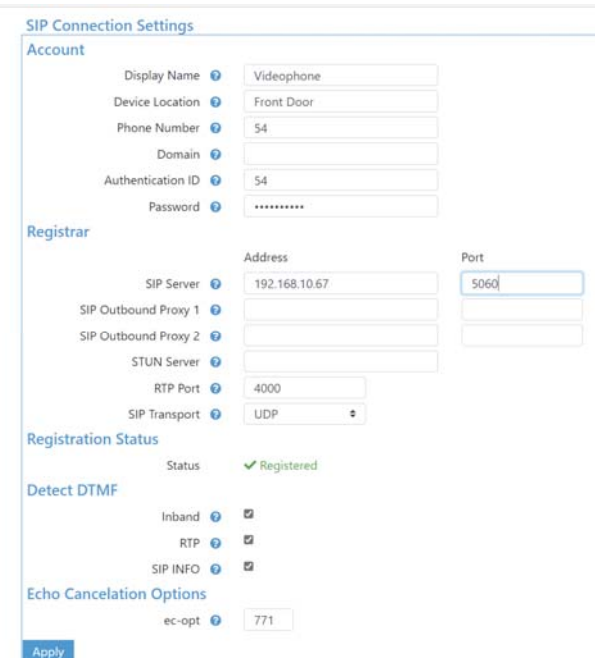 SIP Connection Settings
Account
Display Name Videophone
Device Location Front Door
Phone Number 54
Domain
Authentication ID 54
Password ••••••••••
Registrar
Address Port
SIP Server 192.168.10.67 5060
SIP Outbound Proxy 1
SIP Outbound Proxy 2
STUN Server
RTP Port 4000
SIP Transport UDP
Registration Status
Status Registered
Detect DTMF
Inband
RTP
SIP INFO
Echo Cancelation Options
ec-opt 771
Apply